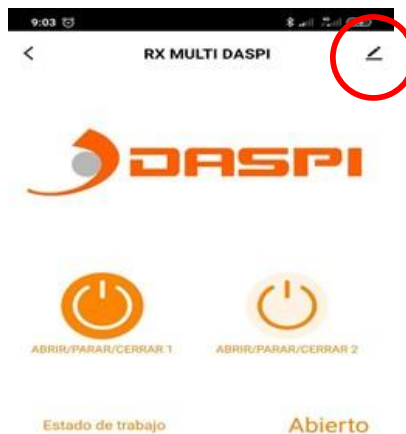 9:03
RX MULTI DASPI
DASPI
ABRIR/PARAR/CERRAR 1 ABRIR/PARAR/CERRAR 2
Estado de trabajo Abierto